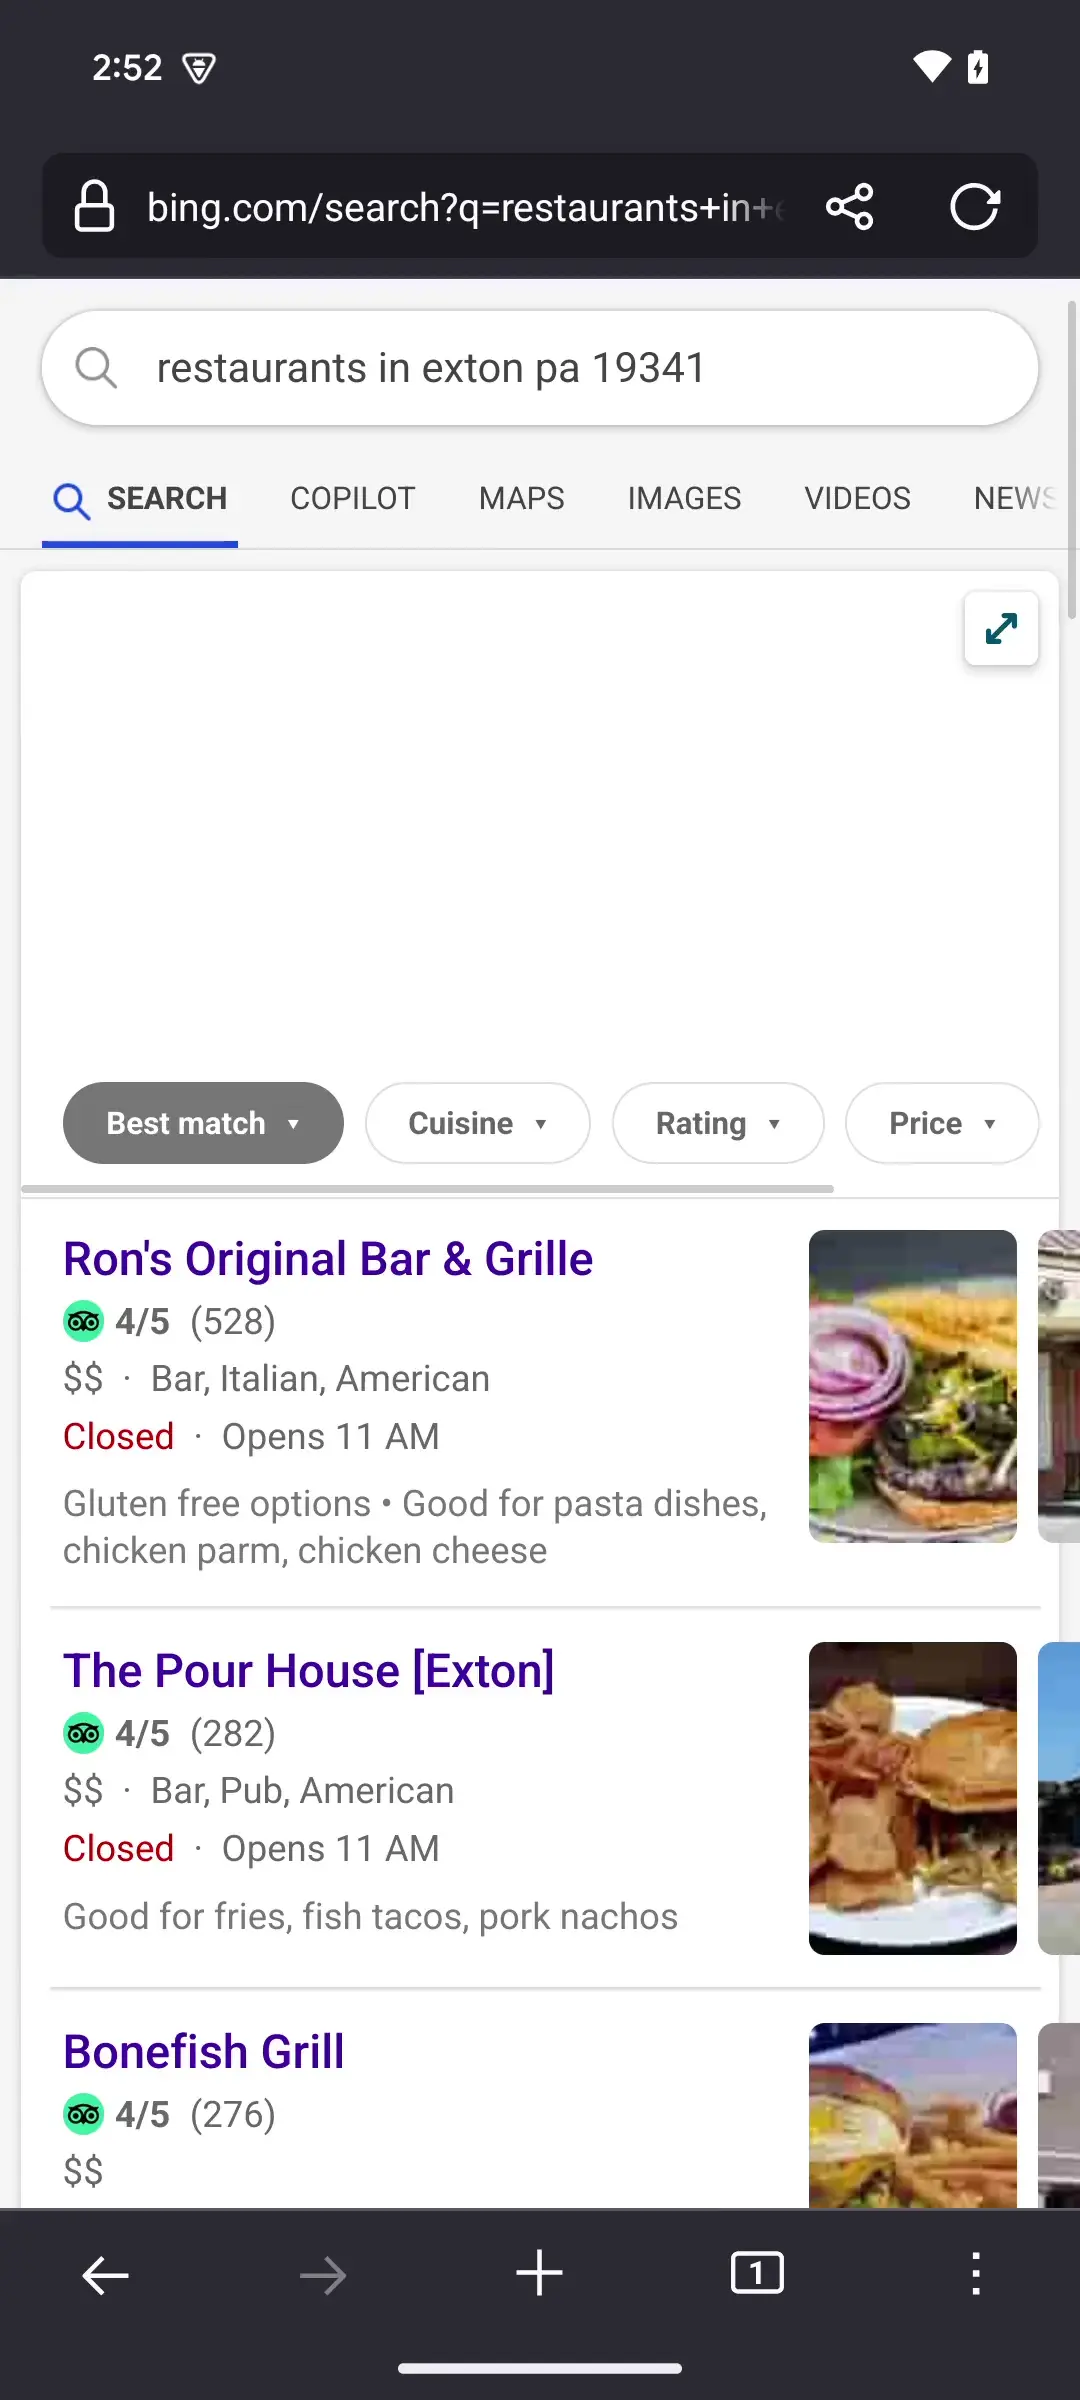 2:52
bing.com/search?q=restaurants+in+
restaurants in exton pa 19341
SEARCH COPILOT MAPS IMAGES VIDEOS NEWS
Best match ▼ Cuisine ▼ Rating ▼ Price ▼
Ron's Original Bar & Grille
4/5 (528)
$$ · Bar, Italian, American
Closed · Opens 11 AM
Gluten free options • Good for pasta dishes,
chicken parm, chicken cheese
The Pour House [Exton]
4/5 (282)
$$ · Bar, Pub, American
Closed · Opens 11 AM
Good for fries, fish tacos, pork nachos
Bonefish Grill
4/5 (276)
$$
1